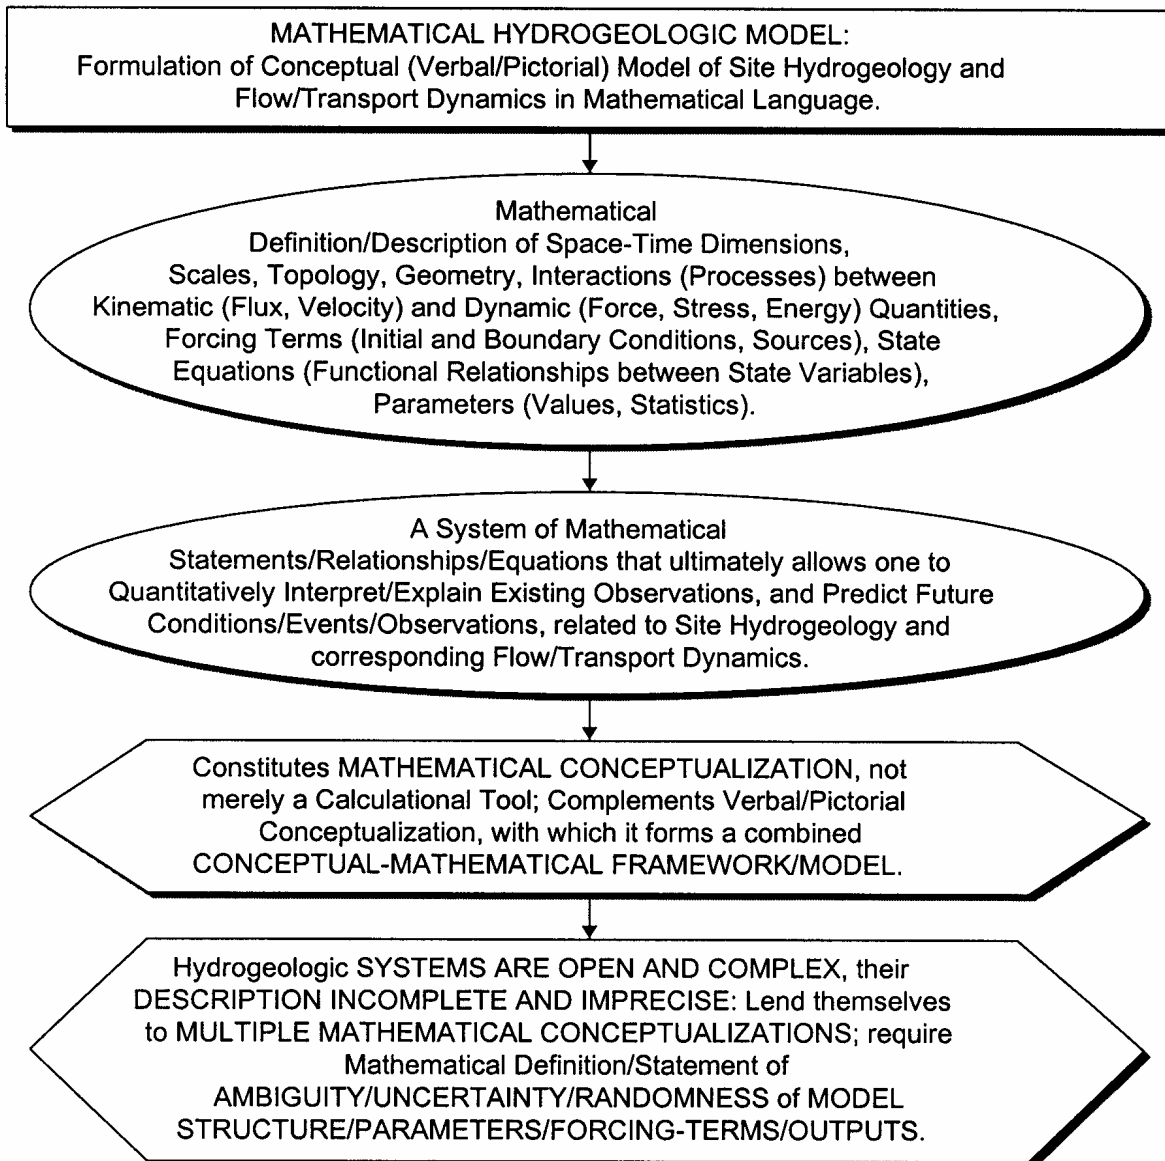 MATHEMATICAL HYDROGEOLOGIC MODEL:
Formulation of Conceptual (Verbal/Pictorial) Model of Site Hydrogeology and
Flow/Transport Dynamics in Mathematical Language.
Mathematical
Definition/Description of Space-Time Dimensions,
Scales, Topology, Geometry, Interactions (Processes) between
Kinematic (Flux, Velocity) and Dynamic (Force, Stress, Energy) Quantities,
Forcing Terms (Initial and Boundary Conditions, Sources), State
Equations (Functional Relationships between State Variables),
Parameters (Values, Statistics).
A System of Mathematical
Statements/Relationships/Equations that ultimately allows one to
Quantitatively Interpret/Explain Existing Observations, and Predict Future
Conditions/Events/Observations, related to Site Hydrogeology and
corresponding Flow/Transport Dynamics.
Constitutes MATHEMATICAL CONCEPTUALIZATION, not
merely a Calculational Tool; Complements Verbal/Pictorial
Conceptualization, with which it forms a combined
CONCEPTUAL-MATHEMATICAL FRAMEWORK/MODEL.
Hydrogeologic SYSTEMS ARE OPEN AND COMPLEX, their
DESCRIPTION INCOMPLETE AND IMPRECISE: Lend themselves
to MULTIPLE MATHEMATICAL CONCEPTUALIZATIONS; require
Mathematical Definition/Statement of
AMBIGUITY/UNCERTAINTY/RANDOMNESS of MODEL
STRUCTURE/PARAMETERS/FORCING-TERMS/OUTPUTS.